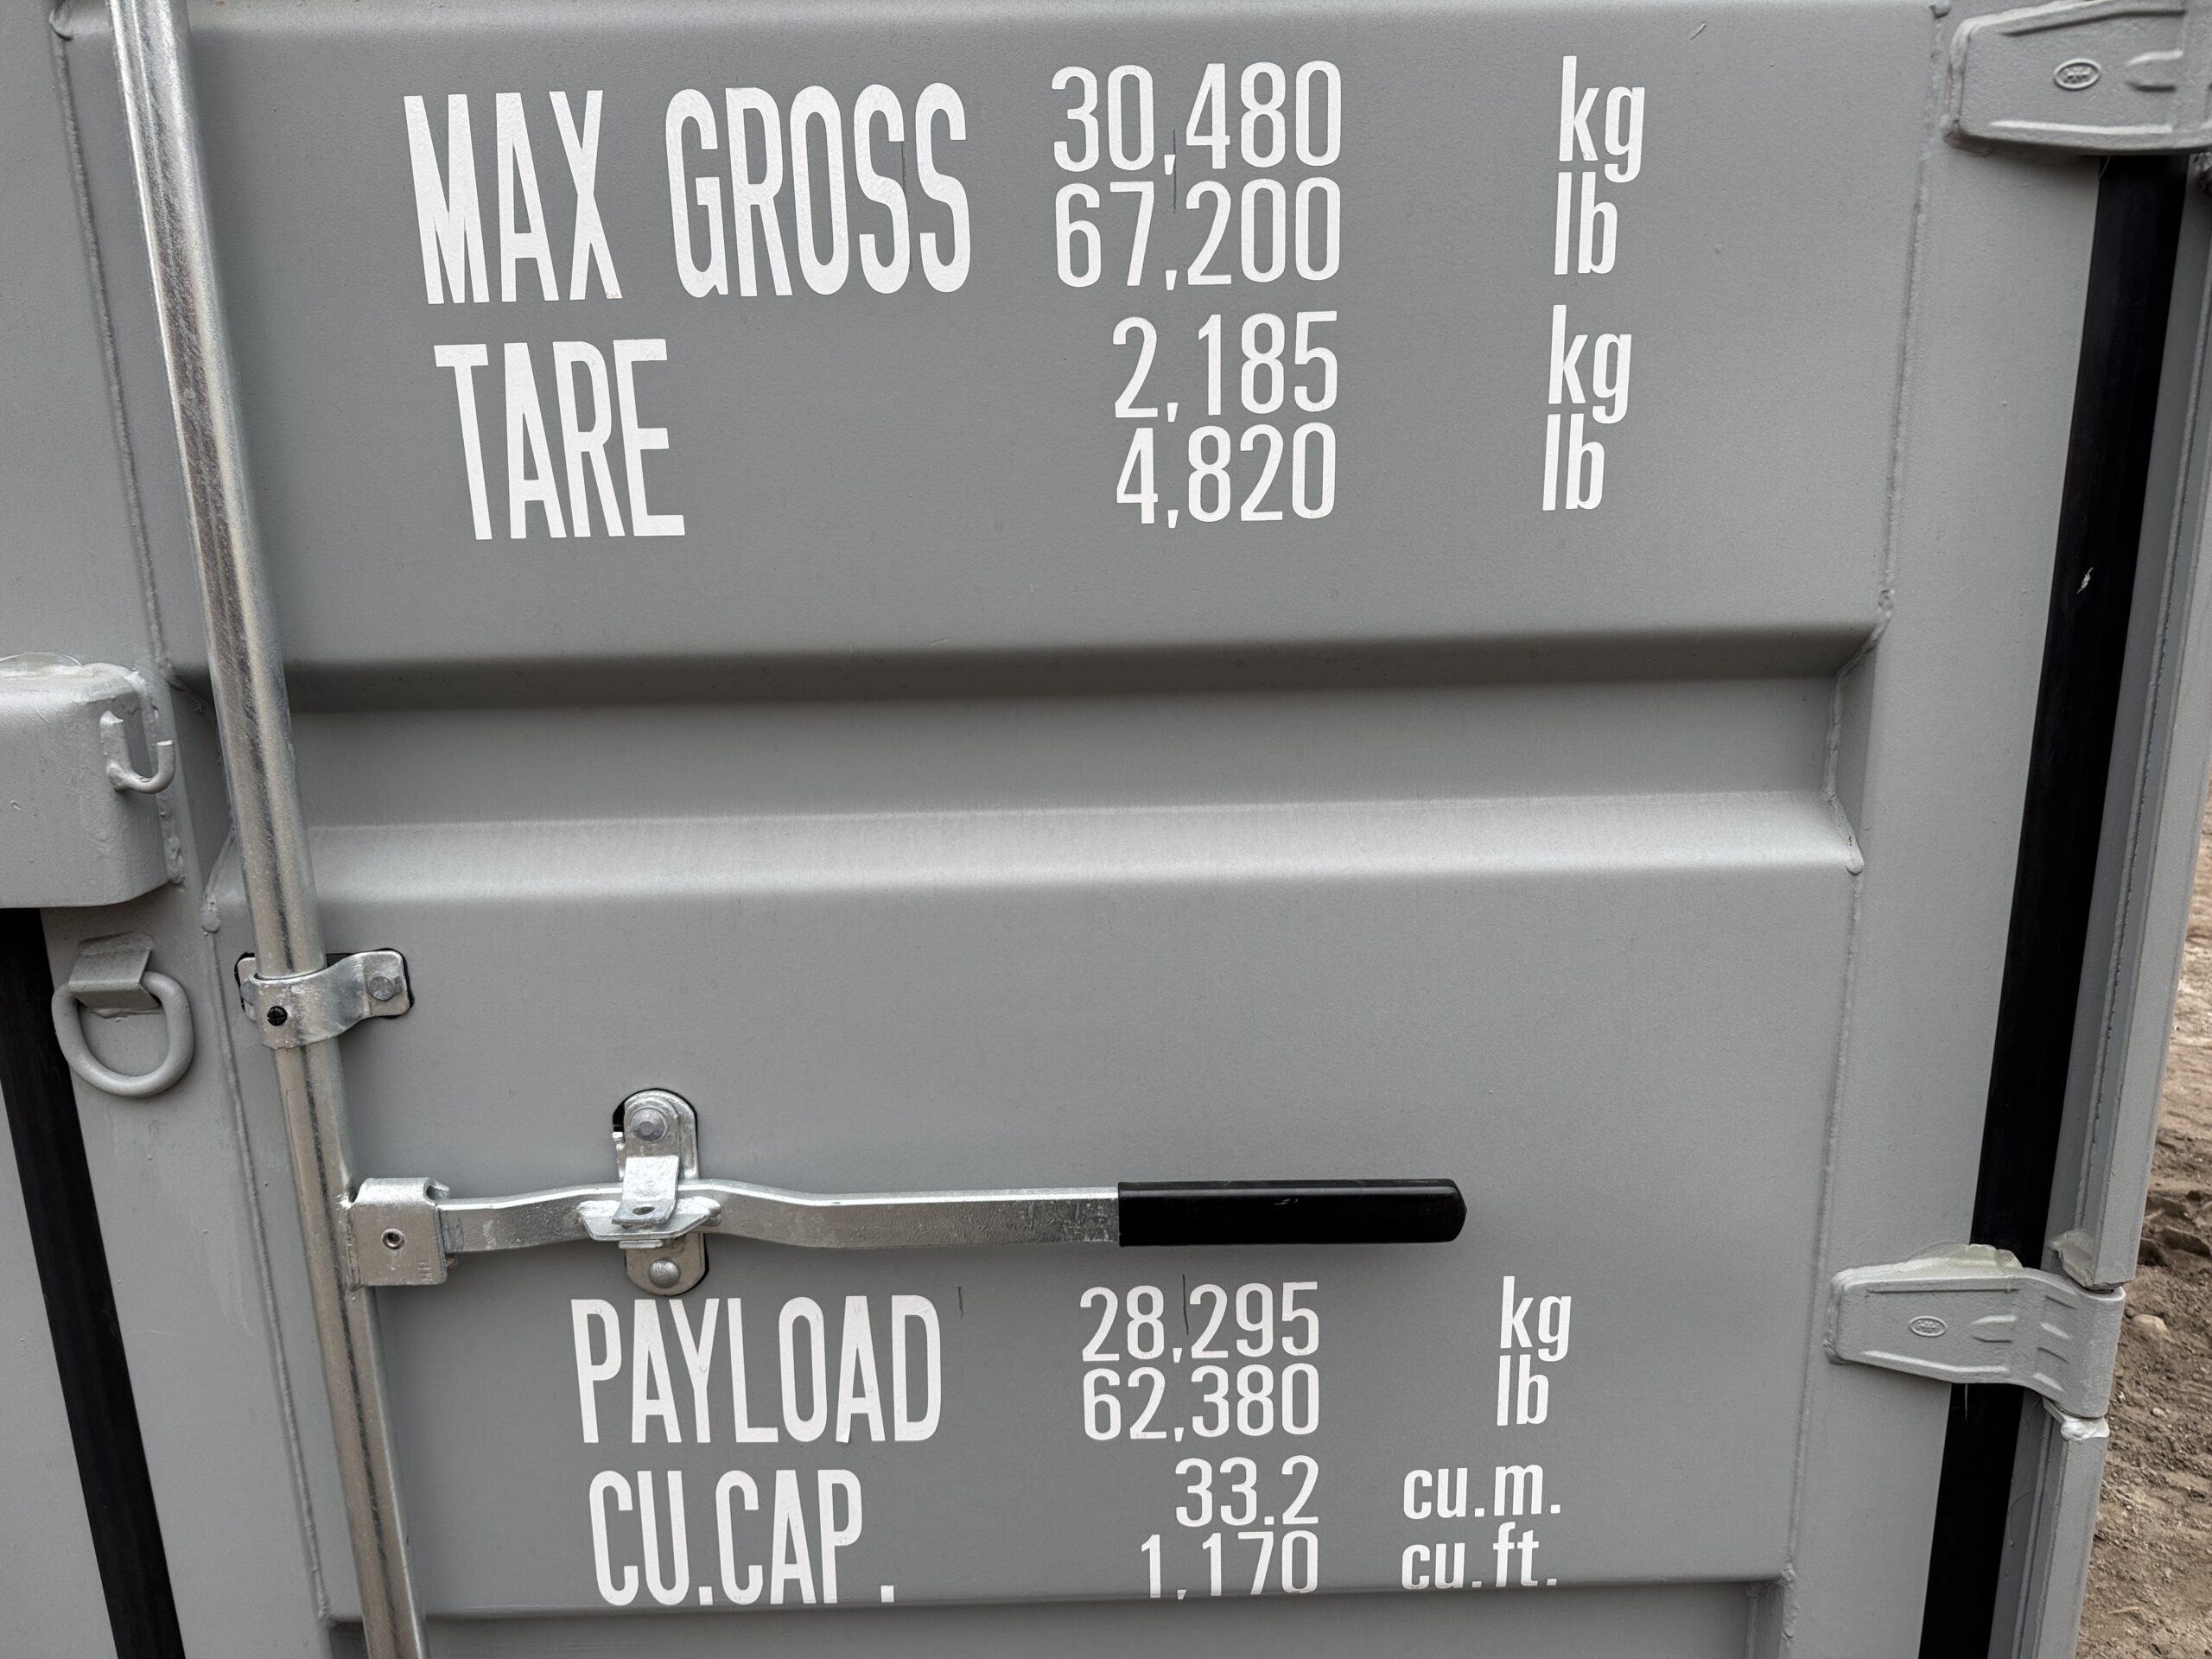 MAX GROSS 30,480 kg
67,200 lb
TARE 2,185 kg
4,820 lb
PAYLOAD 28,295 kg
62,380 lb
CU.CAP. 33.2 cu.m.
1,170 cu.ft.